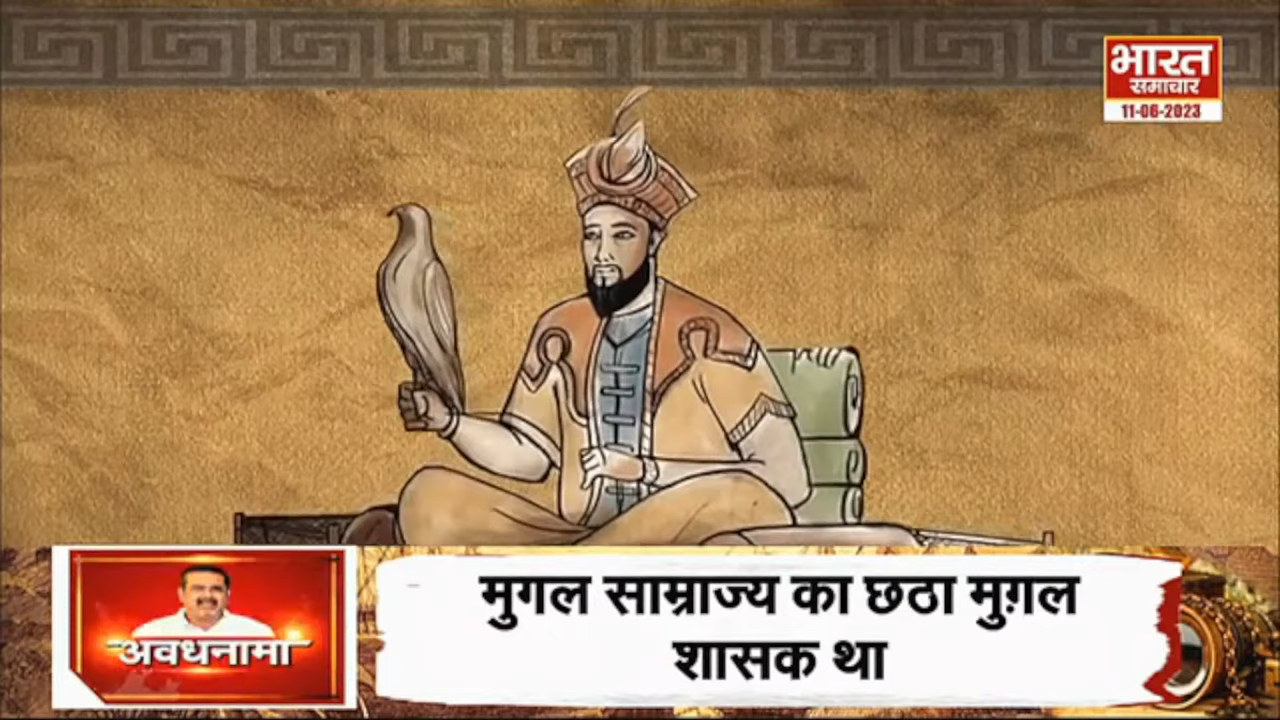 भारत
समाचार
11-06-2023
अवधनामा
मुगल साम्राज्य का छठा मुग़ल
शासक था